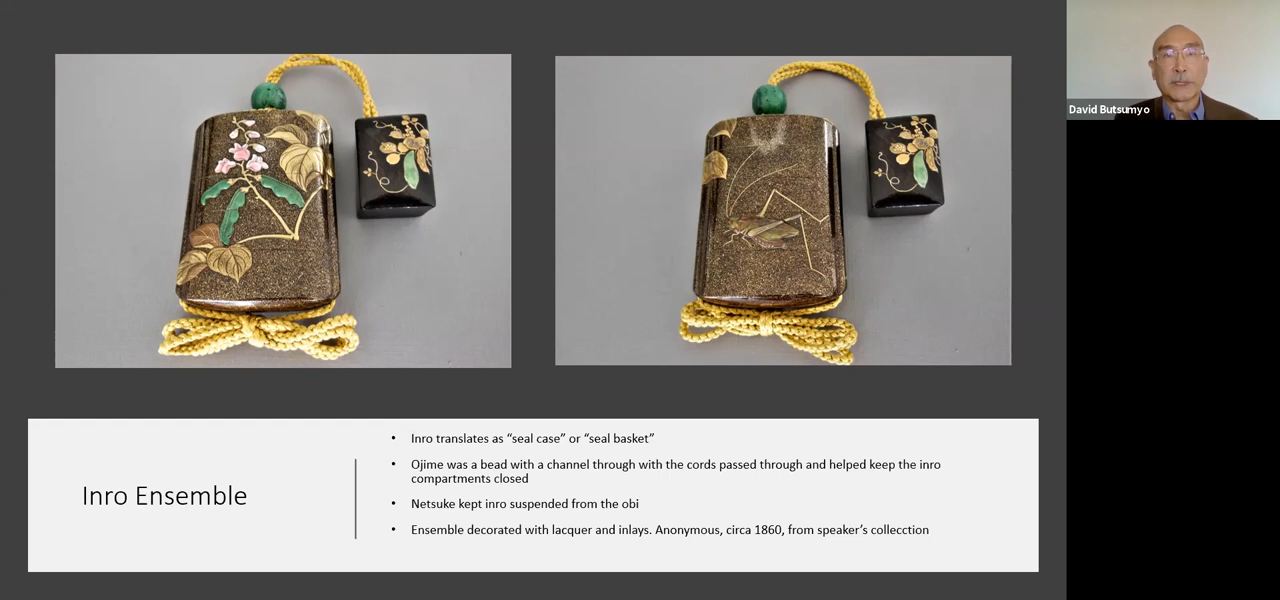 David Butsumyo
Inro Ensemble
• Inro translates as “seal case” or “seal basket”
• Ojime was a bead with a channel through with the cords passed through and helped keep the inro
compartments closed
• Netsuke kept inro suspended from the obi
• Ensemble decorated with lacquer and inlays. Anonymous, circa 1860, from speaker’s collecction